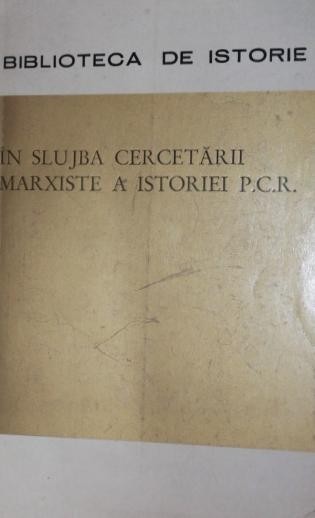 BIBLIOTECA DE ISTORIE
ÎN SLUJBA CERCETĂRII
MARXISTE A ISTORIEI P.C.R.